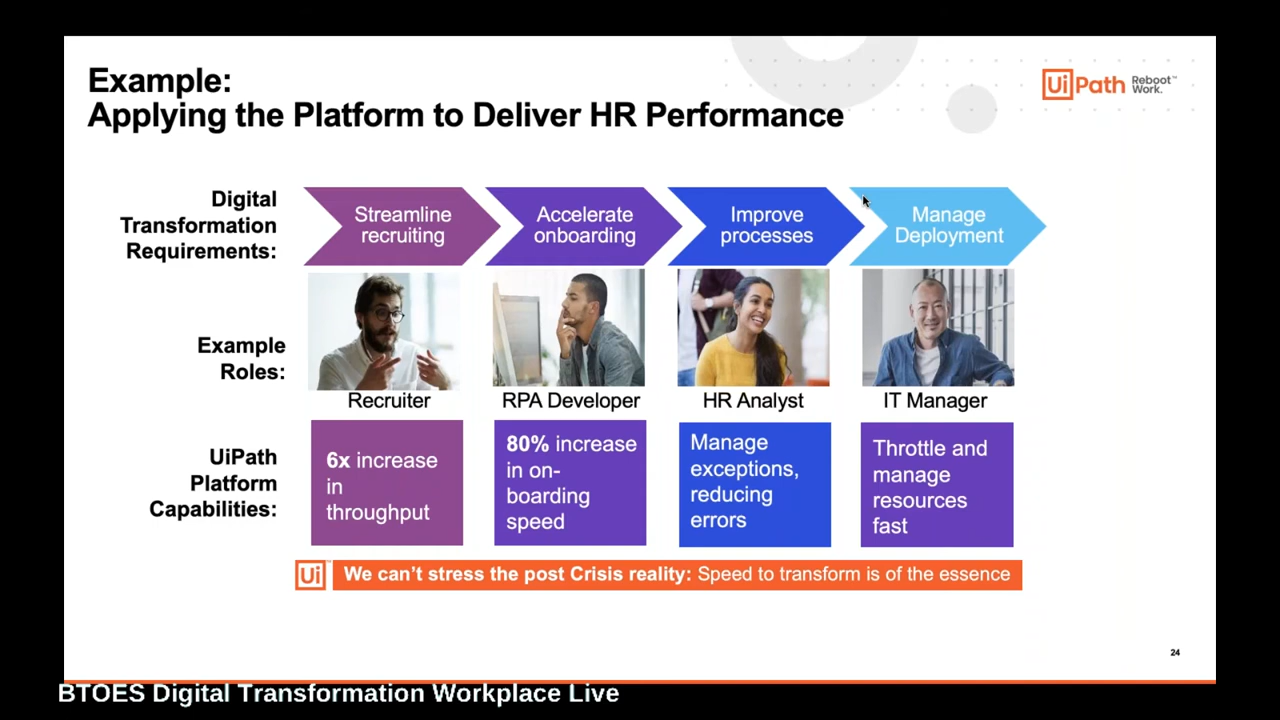 Example:
Applying the Platform to Deliver HR Performance
UiPath Reboot Work.™
Digital
Transformation
Requirements:
Streamline
recruiting
Accelerate
onboarding
Improve
processes
Manage
Deployment
Example
Roles:
Recruiter
RPA Developer
HR Analyst
IT Manager
UiPath
Platform
Capabilities:
6x increase
in
throughput
80% increase
in on-
boarding
speed
Manage
exceptions,
reducing
errors
Throttle and
manage
resources
fast
Ui We can't stress the post Crisis reality: Speed to transform is of the essence
24
BTOES Digital Transformation Workplace Live